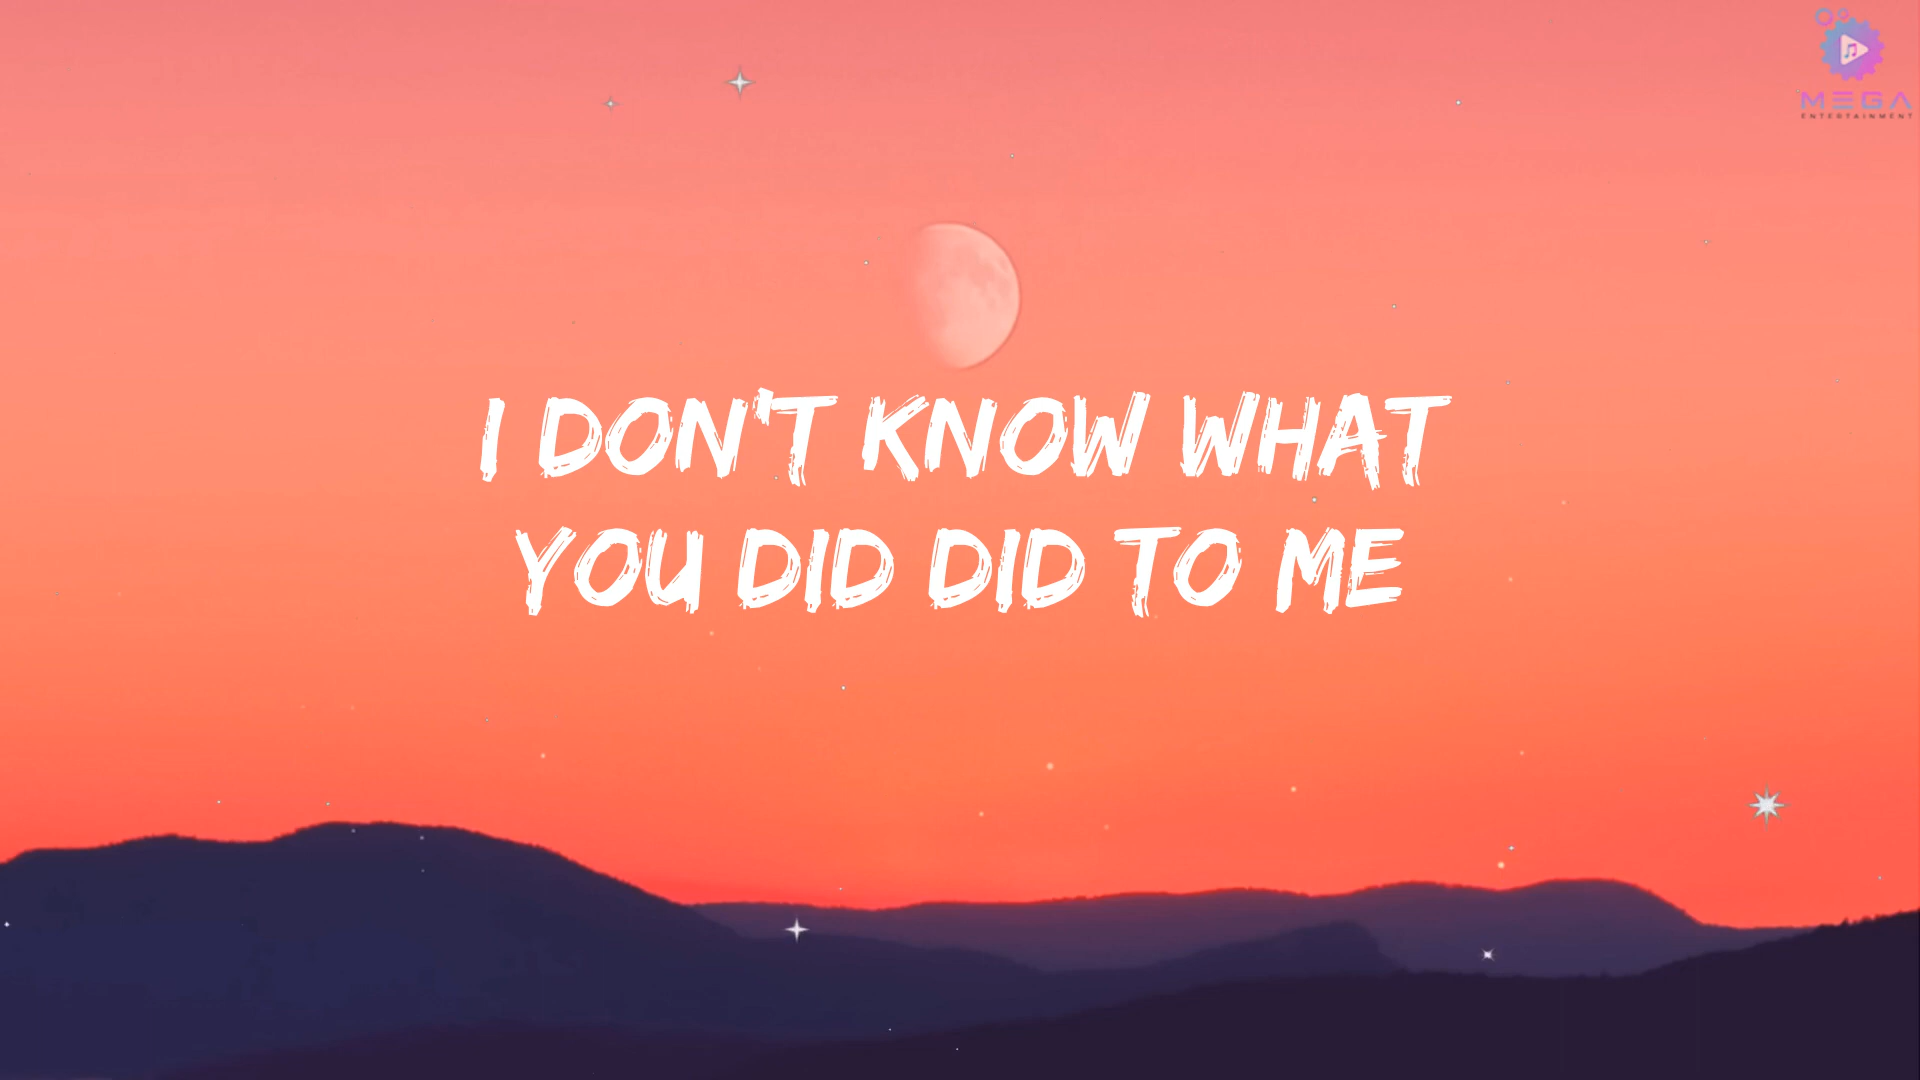 MEGA
ENTERTAINMENT
I DON'T KNOW WHAT
YOU DID DID TO ME